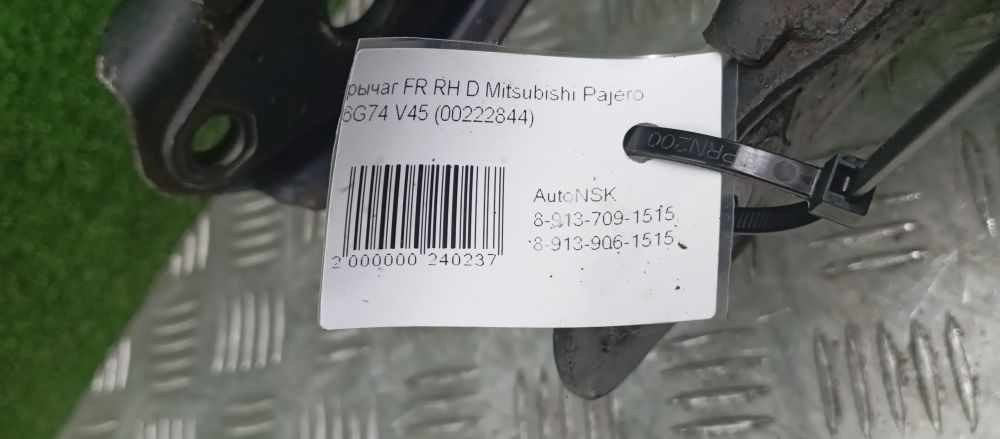 рычаг FR RH D Mitsubishi Pajero
6G74 V45 (00222844)
AutoNSK
8-913-709-1515
8-913-906-1515
2 000000 240237
PRN200